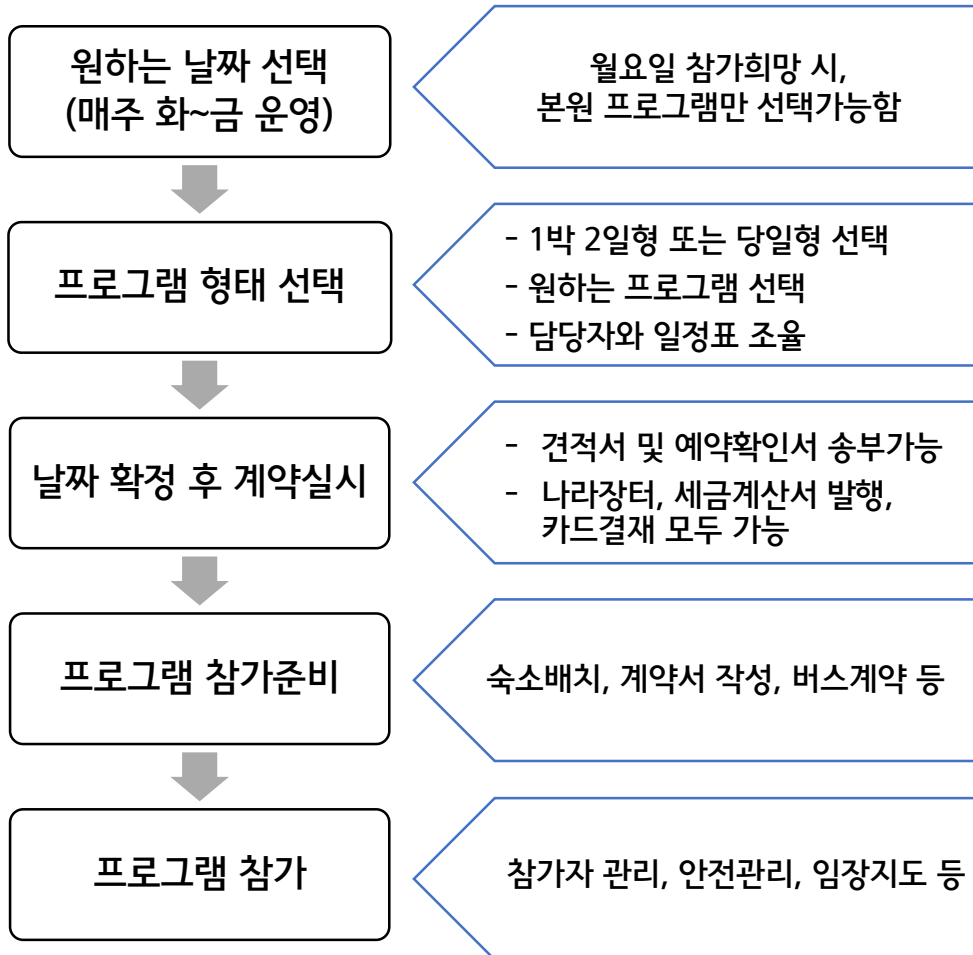 원하는 날짜 선택
(매주 화~금 운영)
월요일 참가희망 시,
본원 프로그램만 선택가능함
프로그램 형태 선택
- 1박 2일형 또는 당일형 선택
- 원하는 프로그램 선택
- 담당자와 일정표 조율
날짜 확정 후 계약실시
- 견적서 및 예약확인서 송부가능
- 나라장터, 세금계산서 발행,
카드결재 모두 가능
프로그램 참가준비
숙소배치, 계약서 작성, 버스계약 등
프로그램 참가
참가자 관리, 안전관리, 임장지도 등